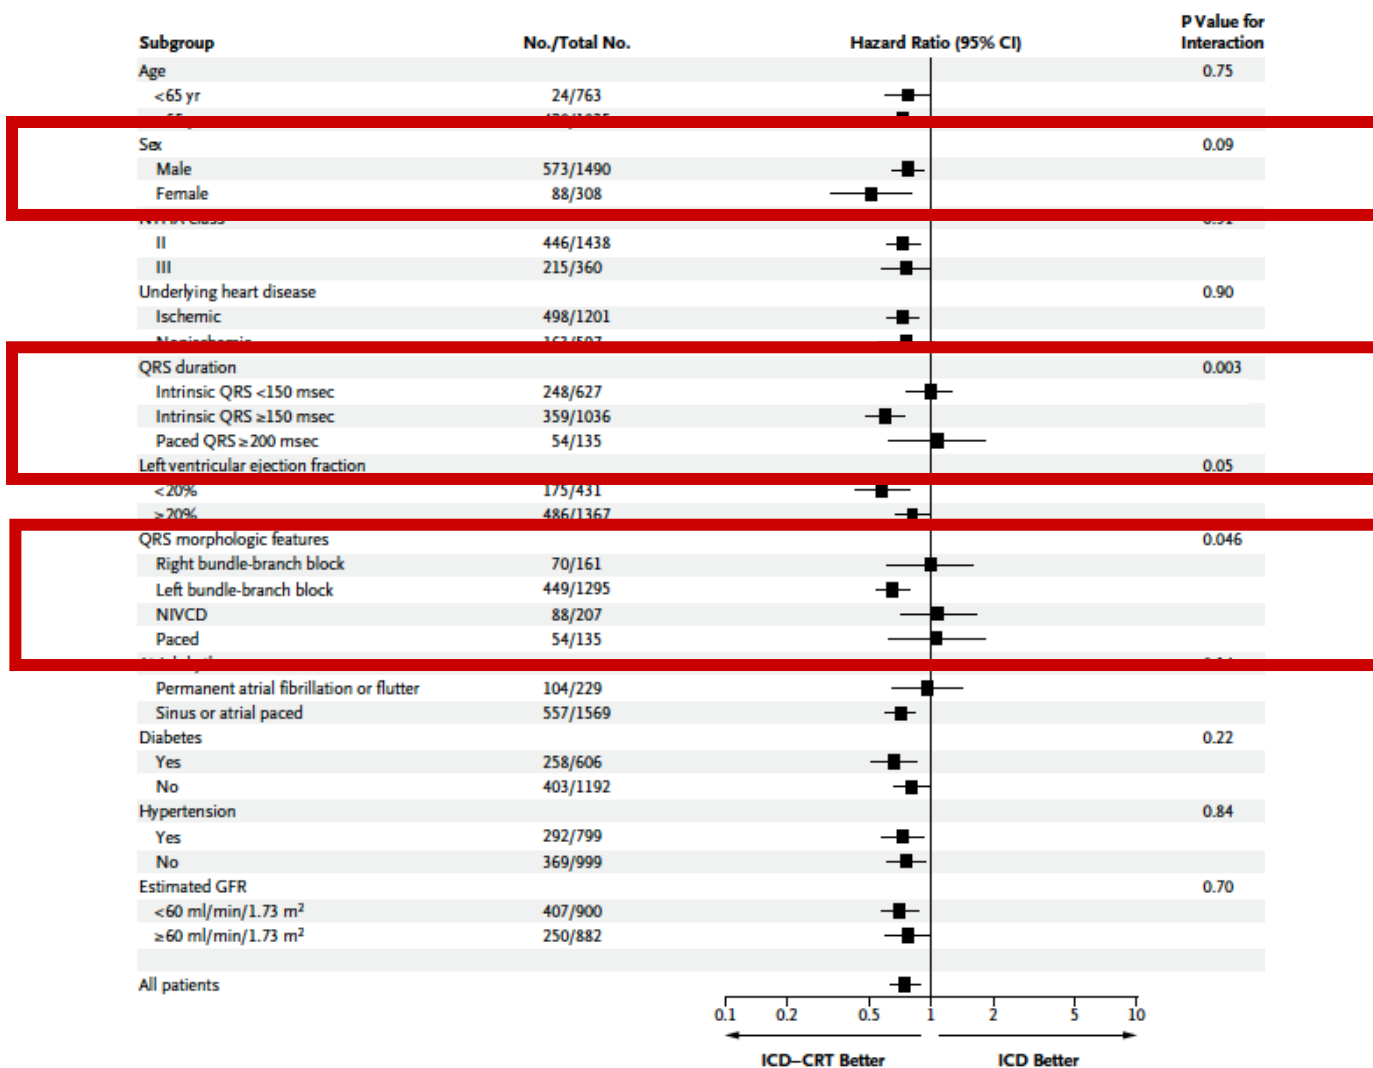 Subgroup No./Total No. Hazard Ratio (95% CI) P Value for Interaction
Age 0.75
<65 yr 24/763
Sex 0.09
Male 573/1490
Female 88/308
II 446/1438
III 215/360
Underlying heart disease 0.90
Ischemic 498/1201
QRS duration 0.003
Intrinsic QRS <150 msec 248/627
Intrinsic QRS ≥150 msec 359/1036
Paced QRS ≥200 msec 54/135
Left ventricular ejection fraction 0.05
<20% 175/431
≥20% 486/1367
QRS morphologic features 0.046
Right bundle-branch block 70/161
Left bundle-branch block 449/1295
NIVCD 88/207
Paced 54/135
Permanent atrial fibrillation or flutter 104/229
Sinus or atrial paced 557/1569
Diabetes 0.22
Yes 258/606
No 403/1192
Hypertension 0.84
Yes 292/799
No 369/999
Estimated GFR 0.70
<60 ml/min/1.73 m² 407/900
≥60 ml/min/1.73 m² 250/882
All patients
0.1 0.2 0.5 1 2 5 10
ICD–CRT Better ICD Better